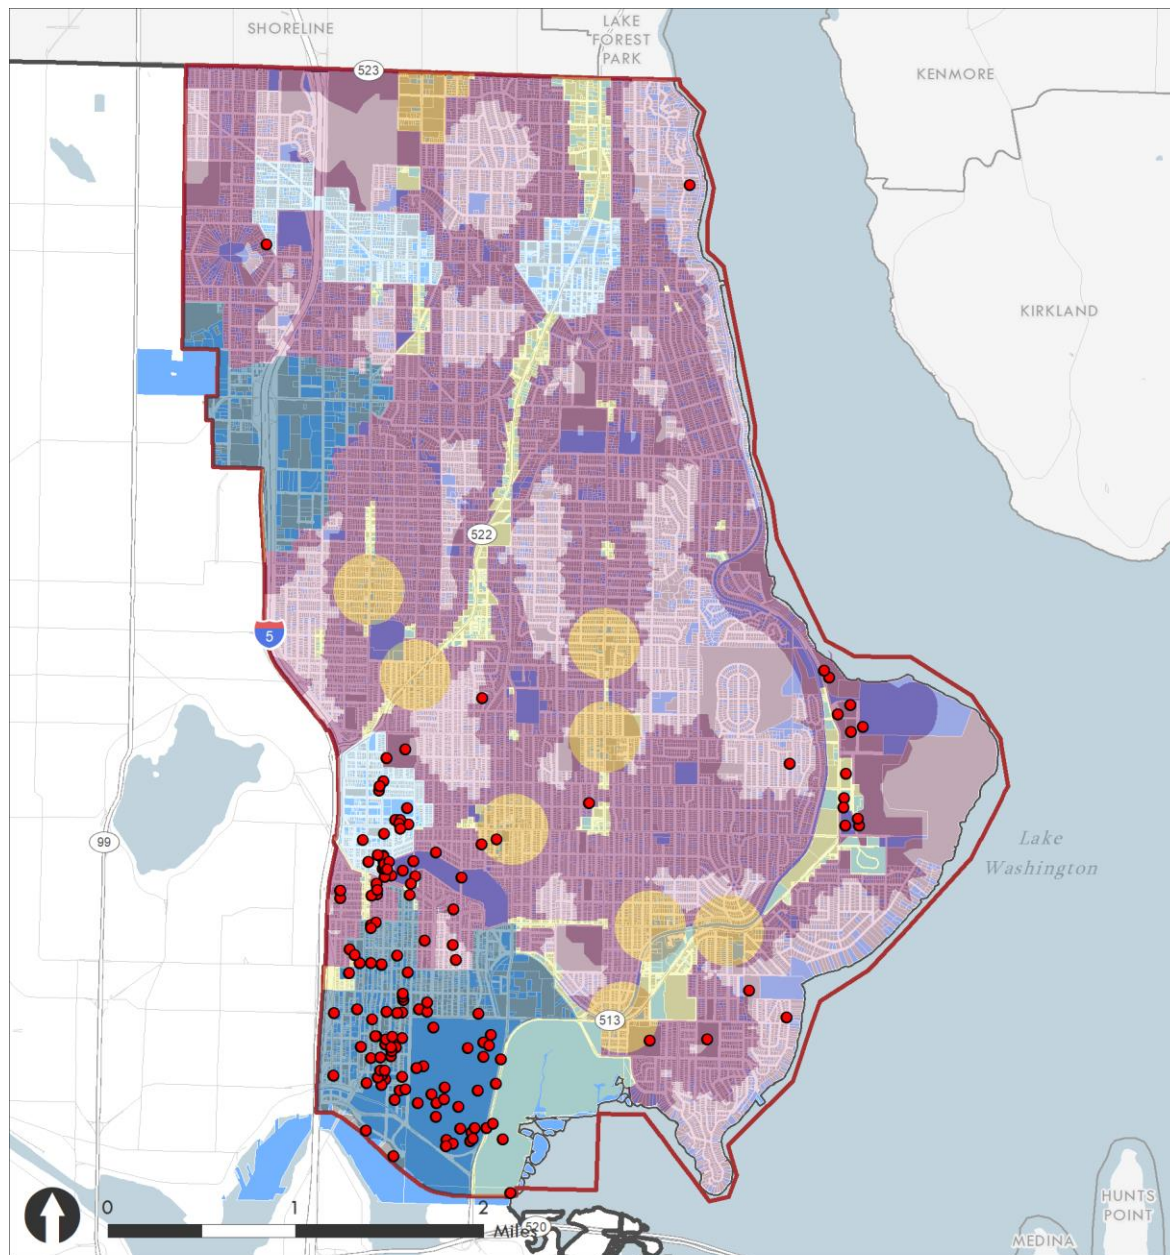 SHORELINE
LAKE
FOREST
PARK
523
KENMORE
KIRKLAND
522
5
99
Lake
Washington
513
0
1
2
Miles
520
HUNTS
POINT
MEDINA